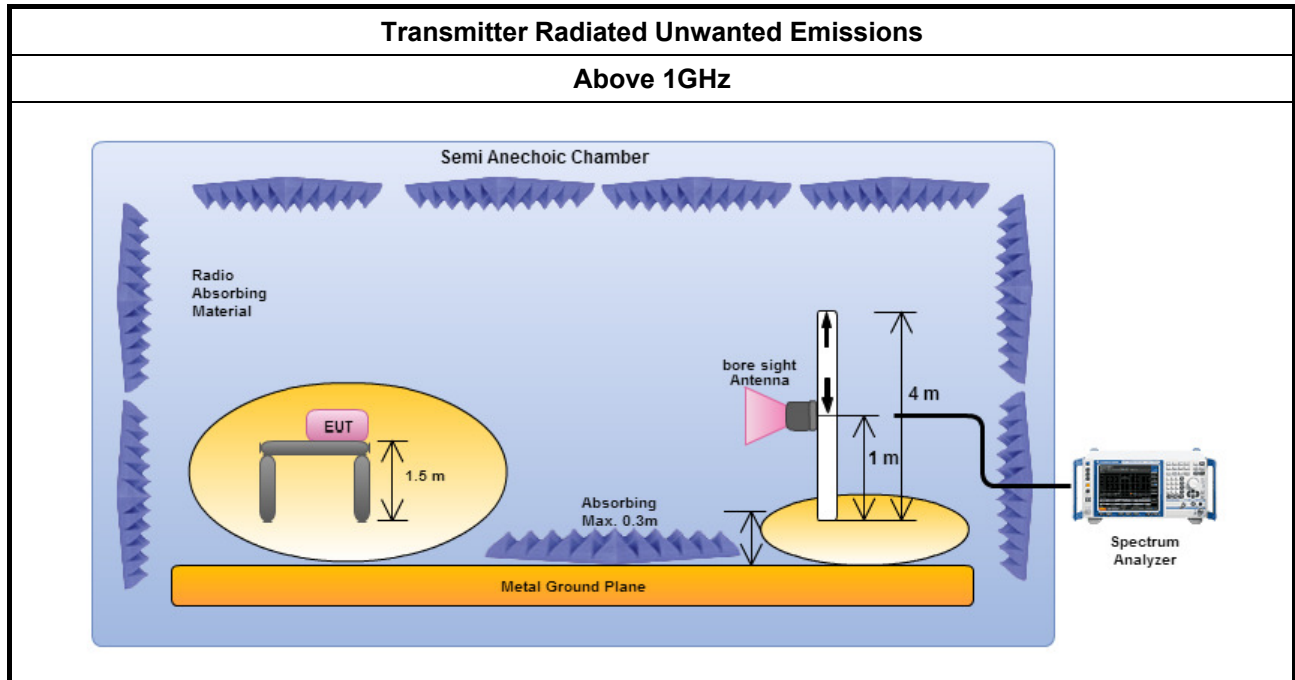 Transmitter Radiated Unwanted Emissions
Above 1GHz
Semi Anechoic Chamber
Radio
Absorbing
Material
bore sight
Antenna
4 m
EUT
1 m
1.5 m
Absorbing
Max. 0.3m
Spectrum
Analyzer
Metal Ground Plane